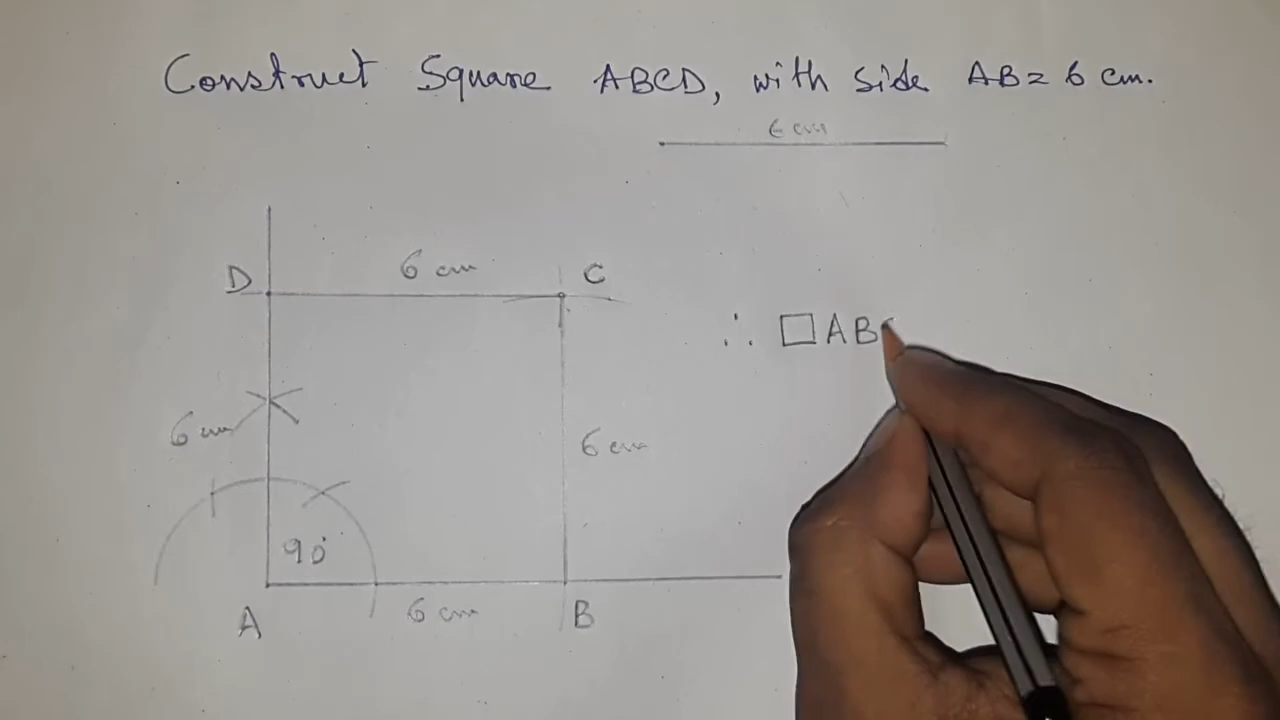 Construct Square ABCD, with side AB = 6 cm.
6 cm
D 6 cm C
∴ □ AB
6 cm 6 cm
90°
A 6 cm B